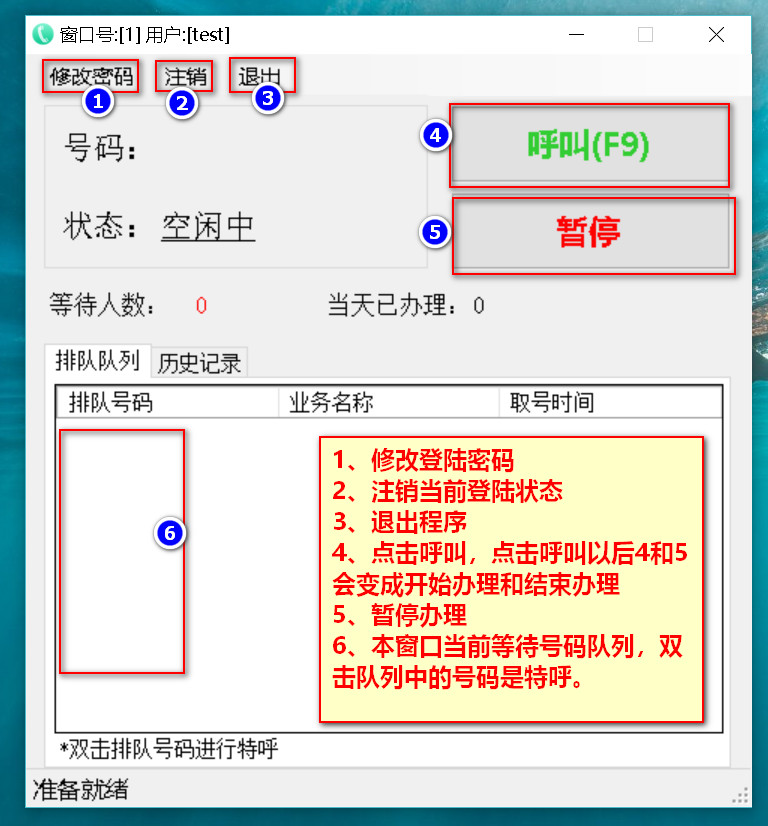 窗口号:[1] 用户:[test]
修改密码 注销 退出
1 2 3
号码：
4 呼叫(F9)
状态： 空闲中
5 暂停
等待人数： 0 当天已办理：0
排队队列 历史记录
排队号码 业务名称 取号时间
6
1、修改登陆密码
2、注销当前登陆状态
3、退出程序
4、点击呼叫，点击呼叫以后4和5
会变成开始办理和结束办理
5、暂停办理
6、本窗口当前等待号码队列，双
击队列中的号码是特呼。
*双击排队号码进行特呼
准备就绪